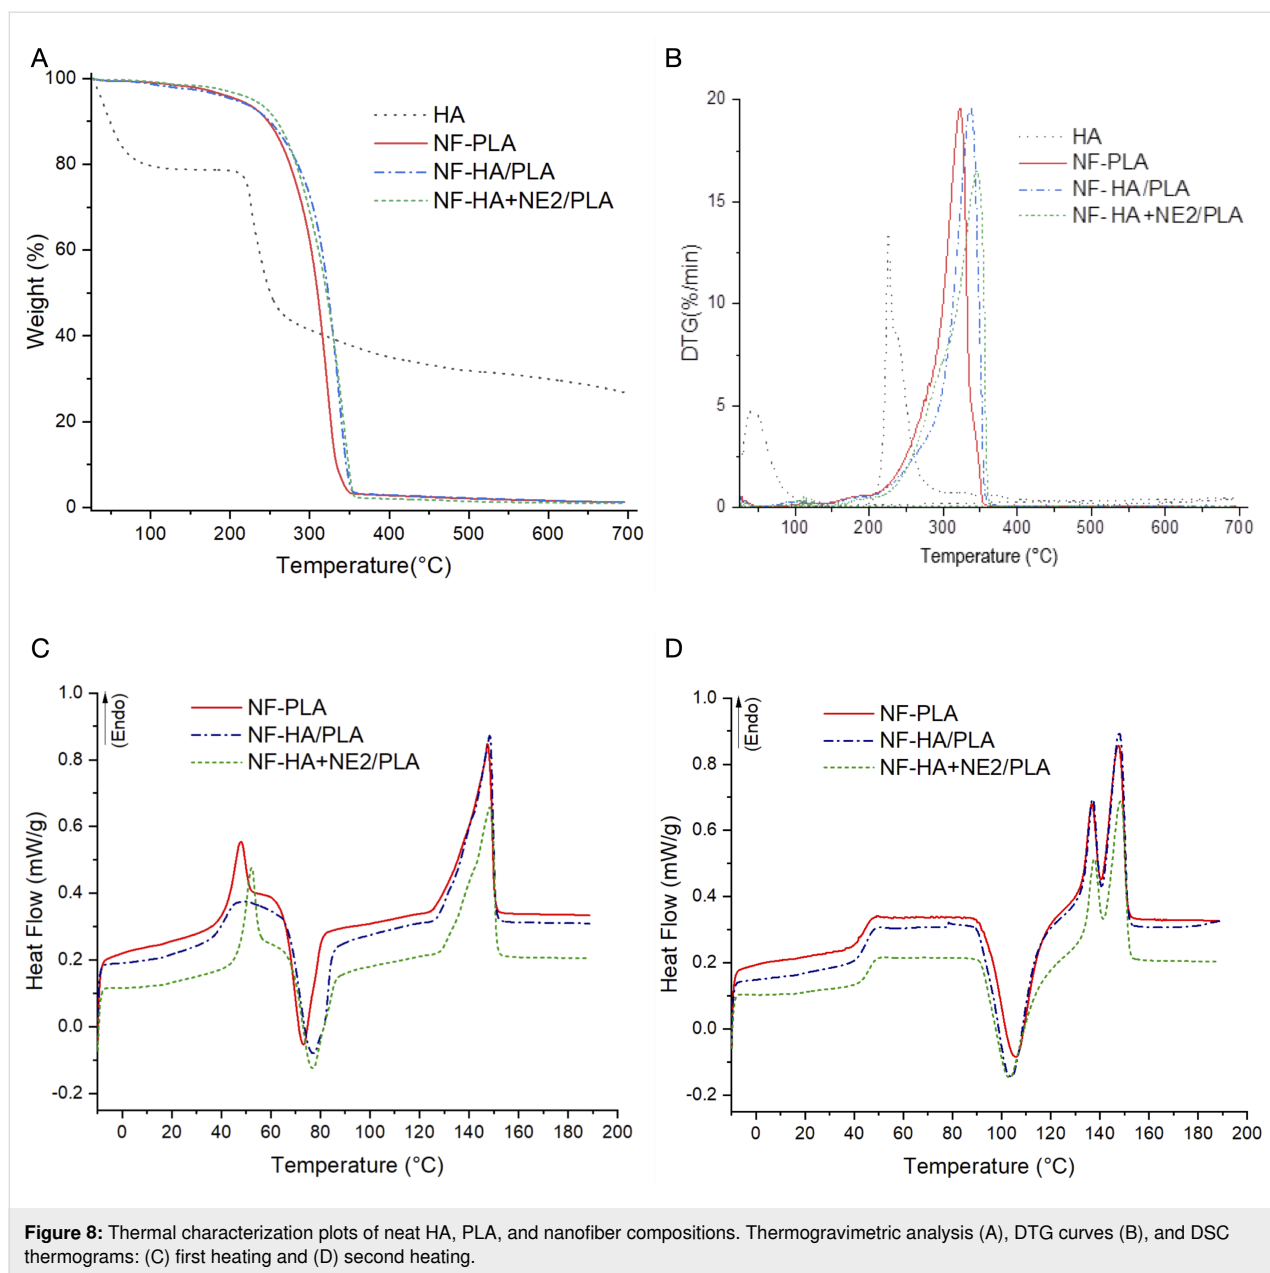 A
100
80
60
40
20
0
Weight (%)
HA
NF-PLA
NF-HA/PLA
NF-HA+NE2/PLA
100 200 300 400 500 600 700
Temperature(°C)
B
20
15
10
5
0
DTG(%/min)
HA
NF-PLA
NF- HA/PLA
NF- HA +NE2/PLA
100 200 300 400 500 600 700
Temperature (°C)
C
1.0
0.8
0.6
0.4
0.2
0.0
-0.2
Heat Flow (mW/g)
(Endo)
NF-PLA
NF-HA/PLA
NF-HA+NE2/PLA
0 20 40 60 80 100 120 140 160 180 200
Temperature (°C)
D
1.0
0.8
0.6
0.4
0.2
0.0
-0.2
Heat Flow (mW/g)
(Endo)
NF-PLA
NF-HA/PLA
NF-HA+NE2/PLA
0 20 40 60 80 100 120 140 160 180 200
Temperature (°C)
Figure 8: Thermal characterization plots of neat HA, PLA, and nanofiber compositions. Thermogravimetric analysis (A), DTG curves (B), and DSC
thermograms: (C) first heating and (D) second heating.